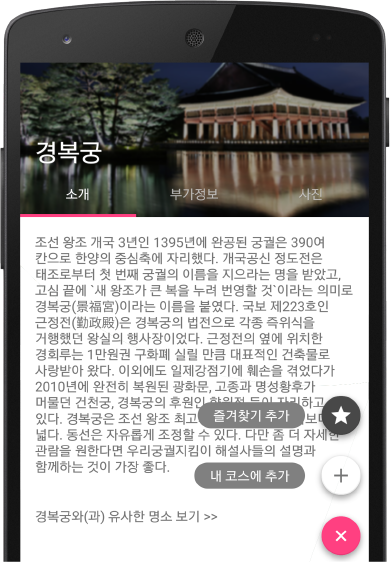 경복궁
소개 부가정보 사진
조선 왕조 개국 3년인 1395년에 완공된 궁궐은 390여
칸으로 한양의 중심축에 자리했다. 개국공신 정도전은
태조로부터 첫 번째 궁궐의 이름을 지으라는 명을 받았고,
고심 끝에 `새 왕조가 큰 복을 누려 번영할 것`이라는 의미로
경복궁(景福宮)이라는 이름을 붙였다. 국보 제223호인
근정전(勤政殿)은 경복궁의 법전으로 각종 즉위식을
거행했던 왕실의 행사장이었다. 근정전의 옆에 위치한
경회루는 1만원권 구화폐 실릴 만큼 대표적인 건축물로
사랑받아 왔다. 이외에도 일제강점기에 훼손을 겪었다가
2010년에 완전히 복원된 광화문, 고종과 명성황후가
머물던 건천궁, 경복궁의 후원인
즐겨찾기 추가
있다. 경복궁은 조선 왕조 최고
넓다. 동선은 자유롭게 조정할 수 있다. 다만 좀 더 자세한
관람을 원한다면 우리궁궐지킴이 해설사들의 설명과
함께하는 것이 가장 좋다.
내 코스에 추가
경복궁와(과) 유사한 명소 보기 >>